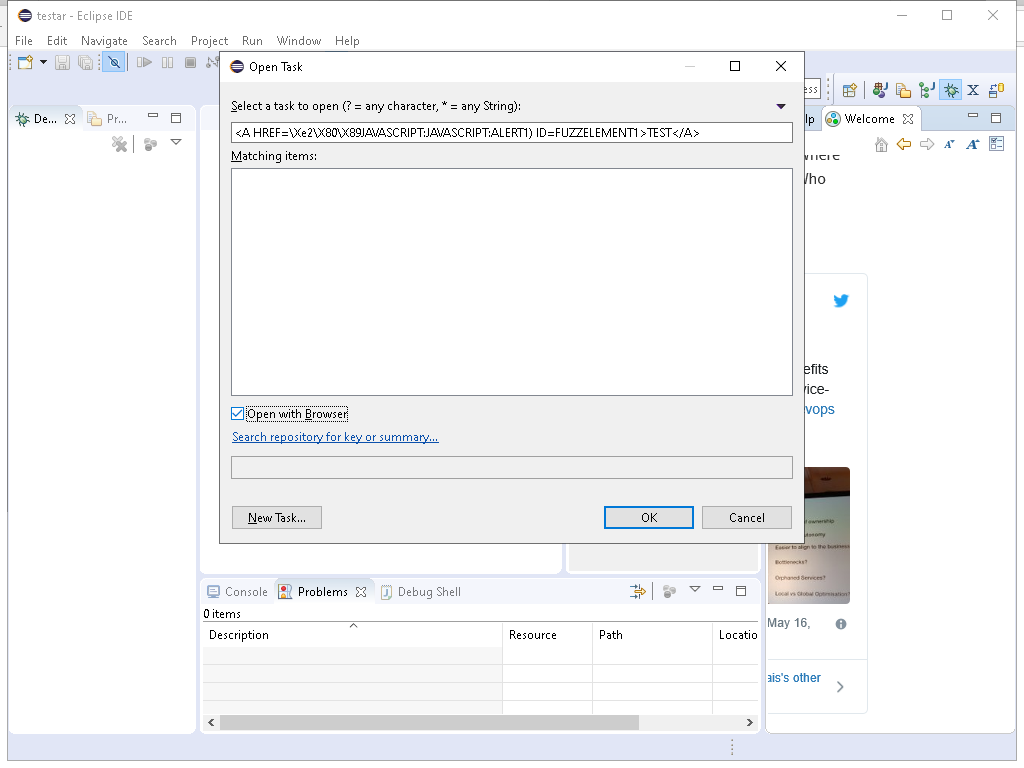 testar - Eclipse IDE
File Edit Navigate Search Project Run Window Help
Open Task
Select a task to open (? = any character, * = any String):
<A HREF=\Xe2\X80\X89JAVASCRIPT:JAVASCRIPT:ALERT1) ID=FUZZELEMENT1>TEST</A>
Matching items:
Open with Browser
Search repository for key or summary...
New Task...
OK
Cancel
De...
Pr...
ess
lp
Welcome
where
Who
efits
vice-
vops
of ownership
utonomy
Easier to align to the business
Bottlenecks?
Orphaned Services?
Local vs Global Optimisation?
May 16,
ais's other
Console
Problems
Debug Shell
0 items
Description Resource Path Locatio